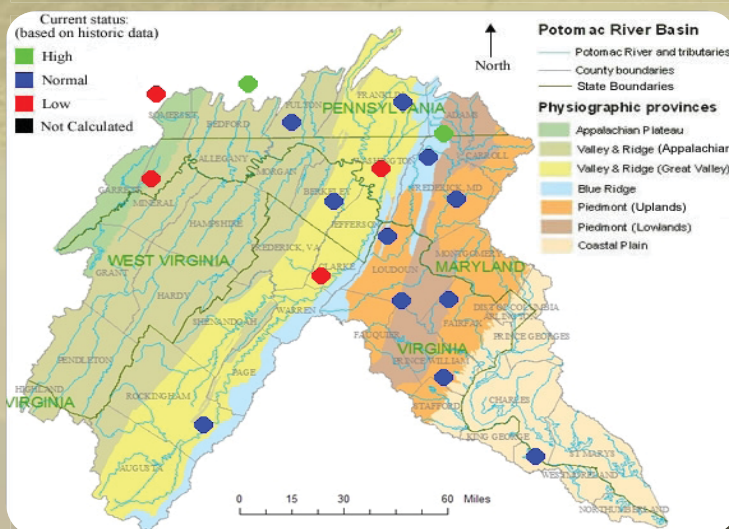 Current status:
(based on historic data)
High
Normal
Low
Not Calculated
North
Potomac River Basin
Potomac River and tributaries
County boundaries
State Boundaries
Physiographic provinces
Appalachian Plateau
Valley & Ridge (Appalachian
Valley & Ridge (Great Valley)
Blue Ridge
Piedmont (Uplands)
Piedmont (Lowlands)
Coastal Plain
FRANKLIN
FULTON
PENNSYLVANIA
SOMERSET
BEDFORD
ADAMS
ALLEGANY
CARROLL
MORGAN
GARRETT
MINERAL
BERKELEY
FREDERICK, MD
HAMPSHIRE
JEFFERSON
FREDERICK, VA
MONTGOMERY
WEST VIRGINIA
CLARKE
LOUDOUN
MARYLAND
GRANT
HARDY
WARREN
DIST OF COLUMBIA
ARLINGTON
SHENANDOAH
FAIRFAX
PRINCE GEORGES
FAUQUIER
VIRGINIA
PENDLETON
PRINCE WILLIAM
PAGE
HIGHLAND
VIRGINIA
ROCKINGHAM
CHARLES
STAFFORD
KING GEORGE
ST MARYS
AUGUSTA
WESTMORELAND
NORTHUMBERLAND
0 15 30 60 Miles